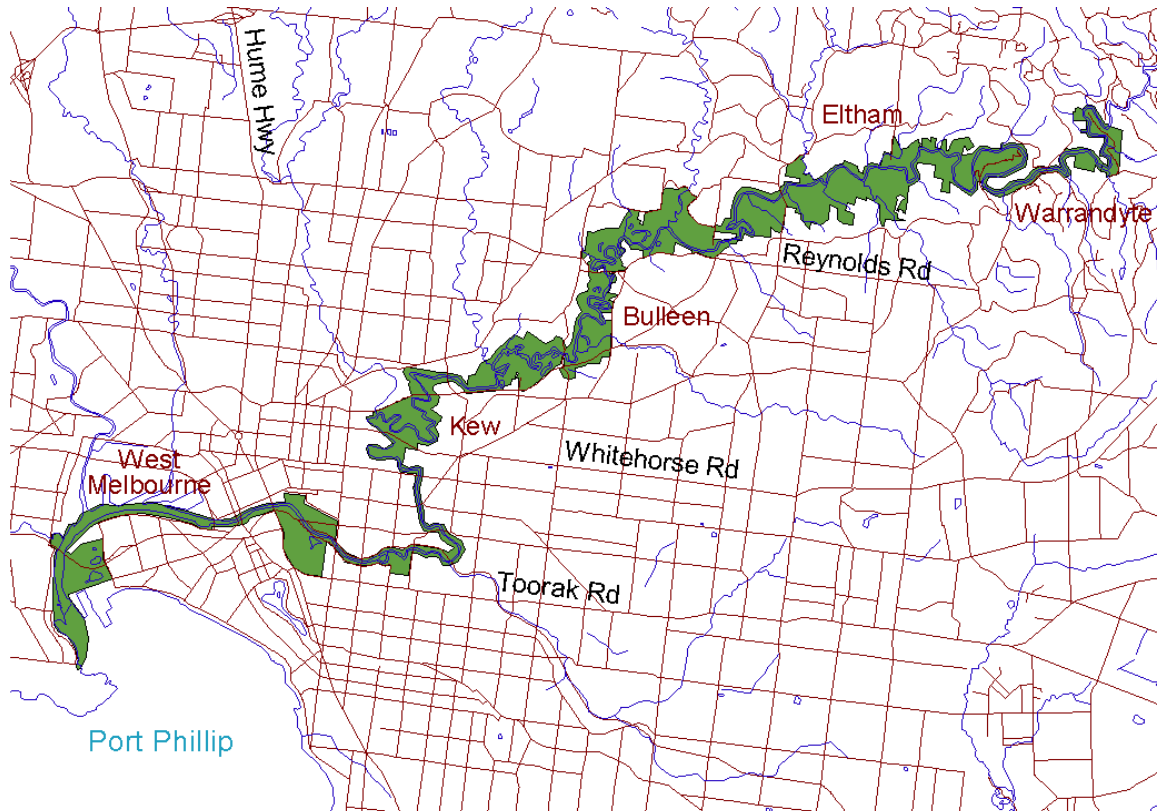 Hume Hwy
Eltham
Warrandyte
Reynolds Rd
Bulleen
Kew
Whitehorse Rd
West
Melbourne
Toorak Rd
Port Phillip